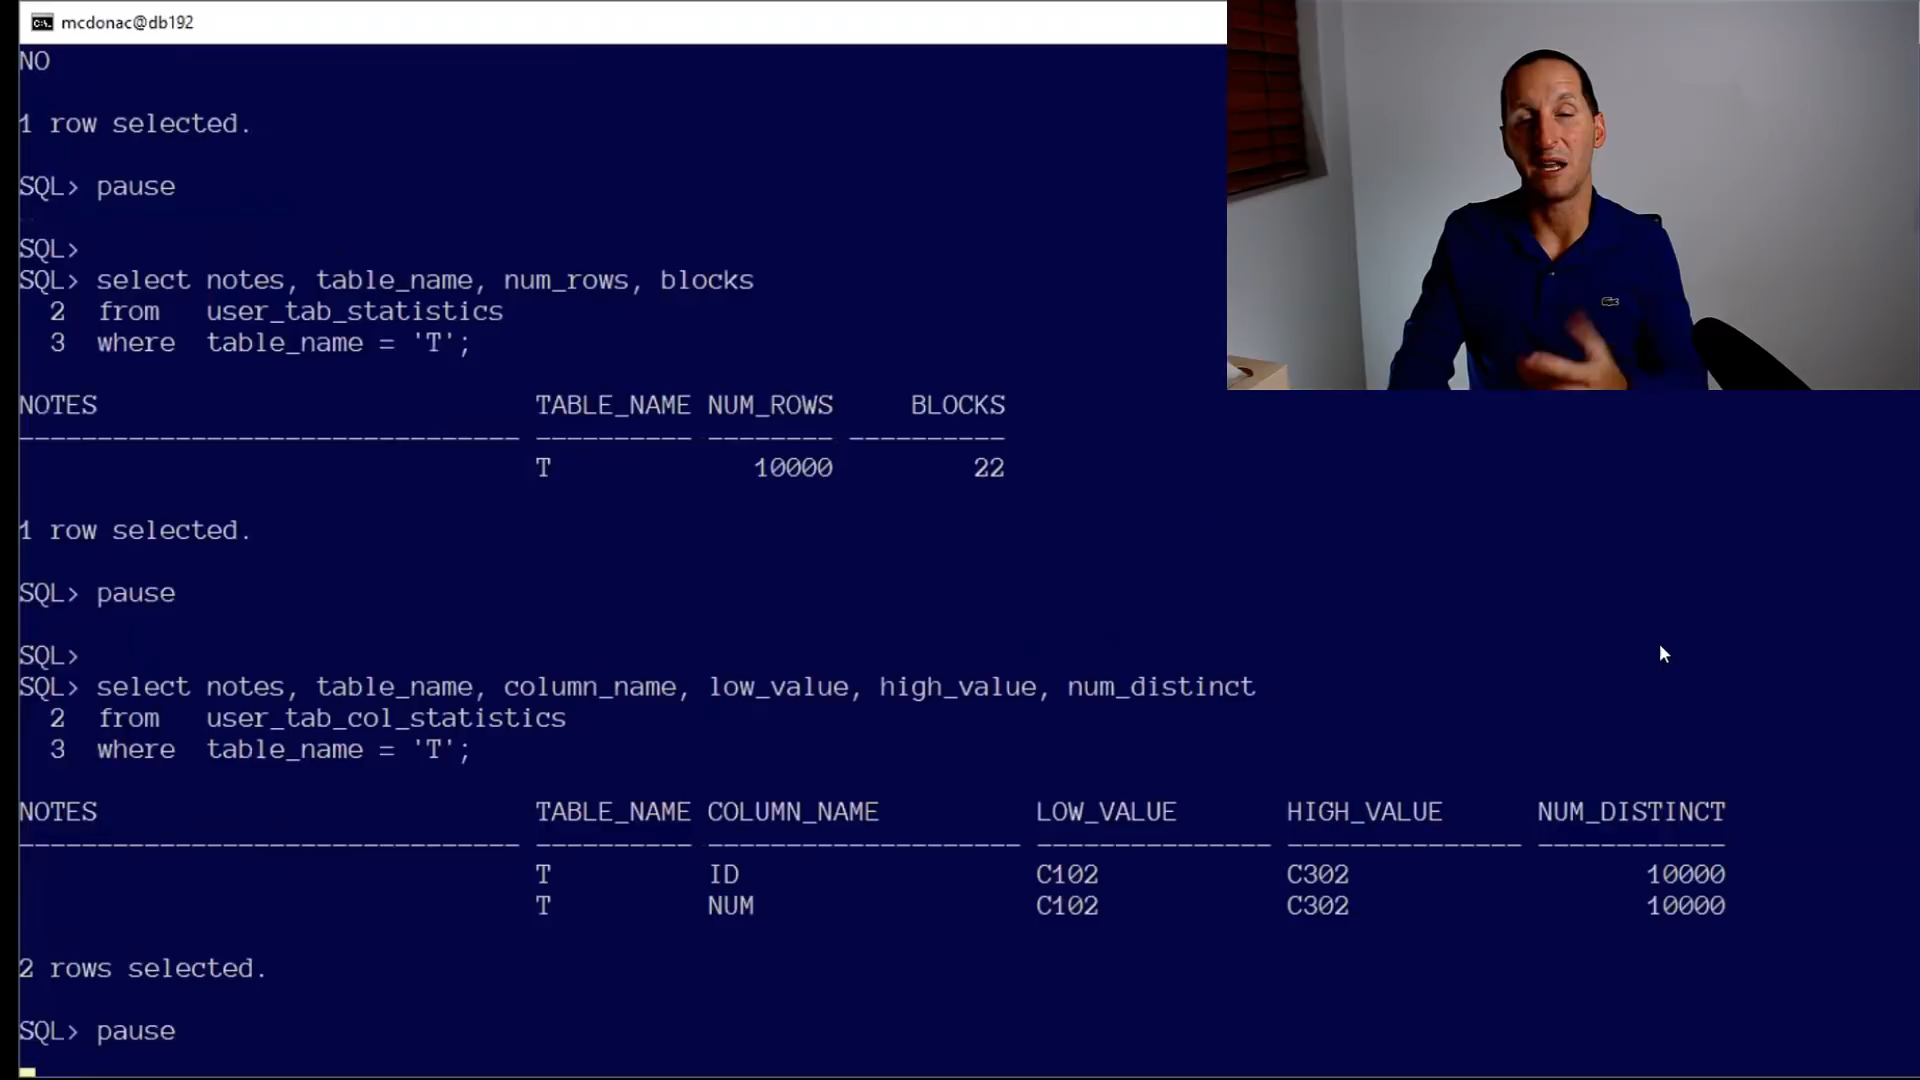 mcdonac@db192
NO
1 row selected.
SQL> pause
SQL>
SQL> select notes, table_name, num_rows, blocks
2 from user_tab_statistics
3 where table_name = 'T';
NOTES TABLE_NAME NUM_ROWS BLOCKS
-------------------------------- ---------- -------- ----------
T 10000 22
1 row selected.
SQL> pause
SQL>
SQL> select notes, table_name, column_name, low_value, high_value, num_distinct
2 from user_tab_col_statistics
3 where table_name = 'T';
NOTES TABLE_NAME COLUMN_NAME LOW_VALUE HIGH_VALUE NUM_DISTINCT
-------------------------------- ---------- -------------------- --------------- --------------- ------------
T ID C102 C302 10000
T NUM C102 C302 10000
2 rows selected.
SQL> pause